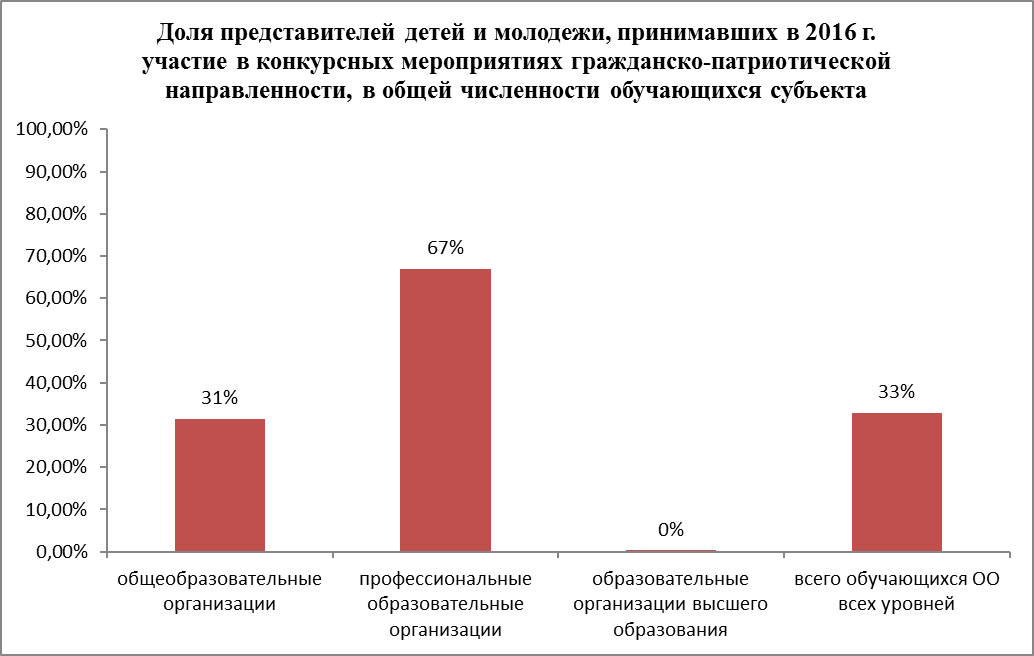 Доля представителей детей и молодежи, принимавших в 2016 г.
участие в конкурсных мероприятиях гражданско-патриотической
направленности, в общей численности обучающихся субъекта
100,00%
90,00%
80,00%
70,00%
60,00%
50,00%
40,00%
30,00%
20,00%
10,00%
0,00%
31%
67%
0%
33%
общеобразовательные
организации
профессиональные
образовательные
организации
образовательные
организации высшего
образования
всего обучающихся ОО
всех уровней